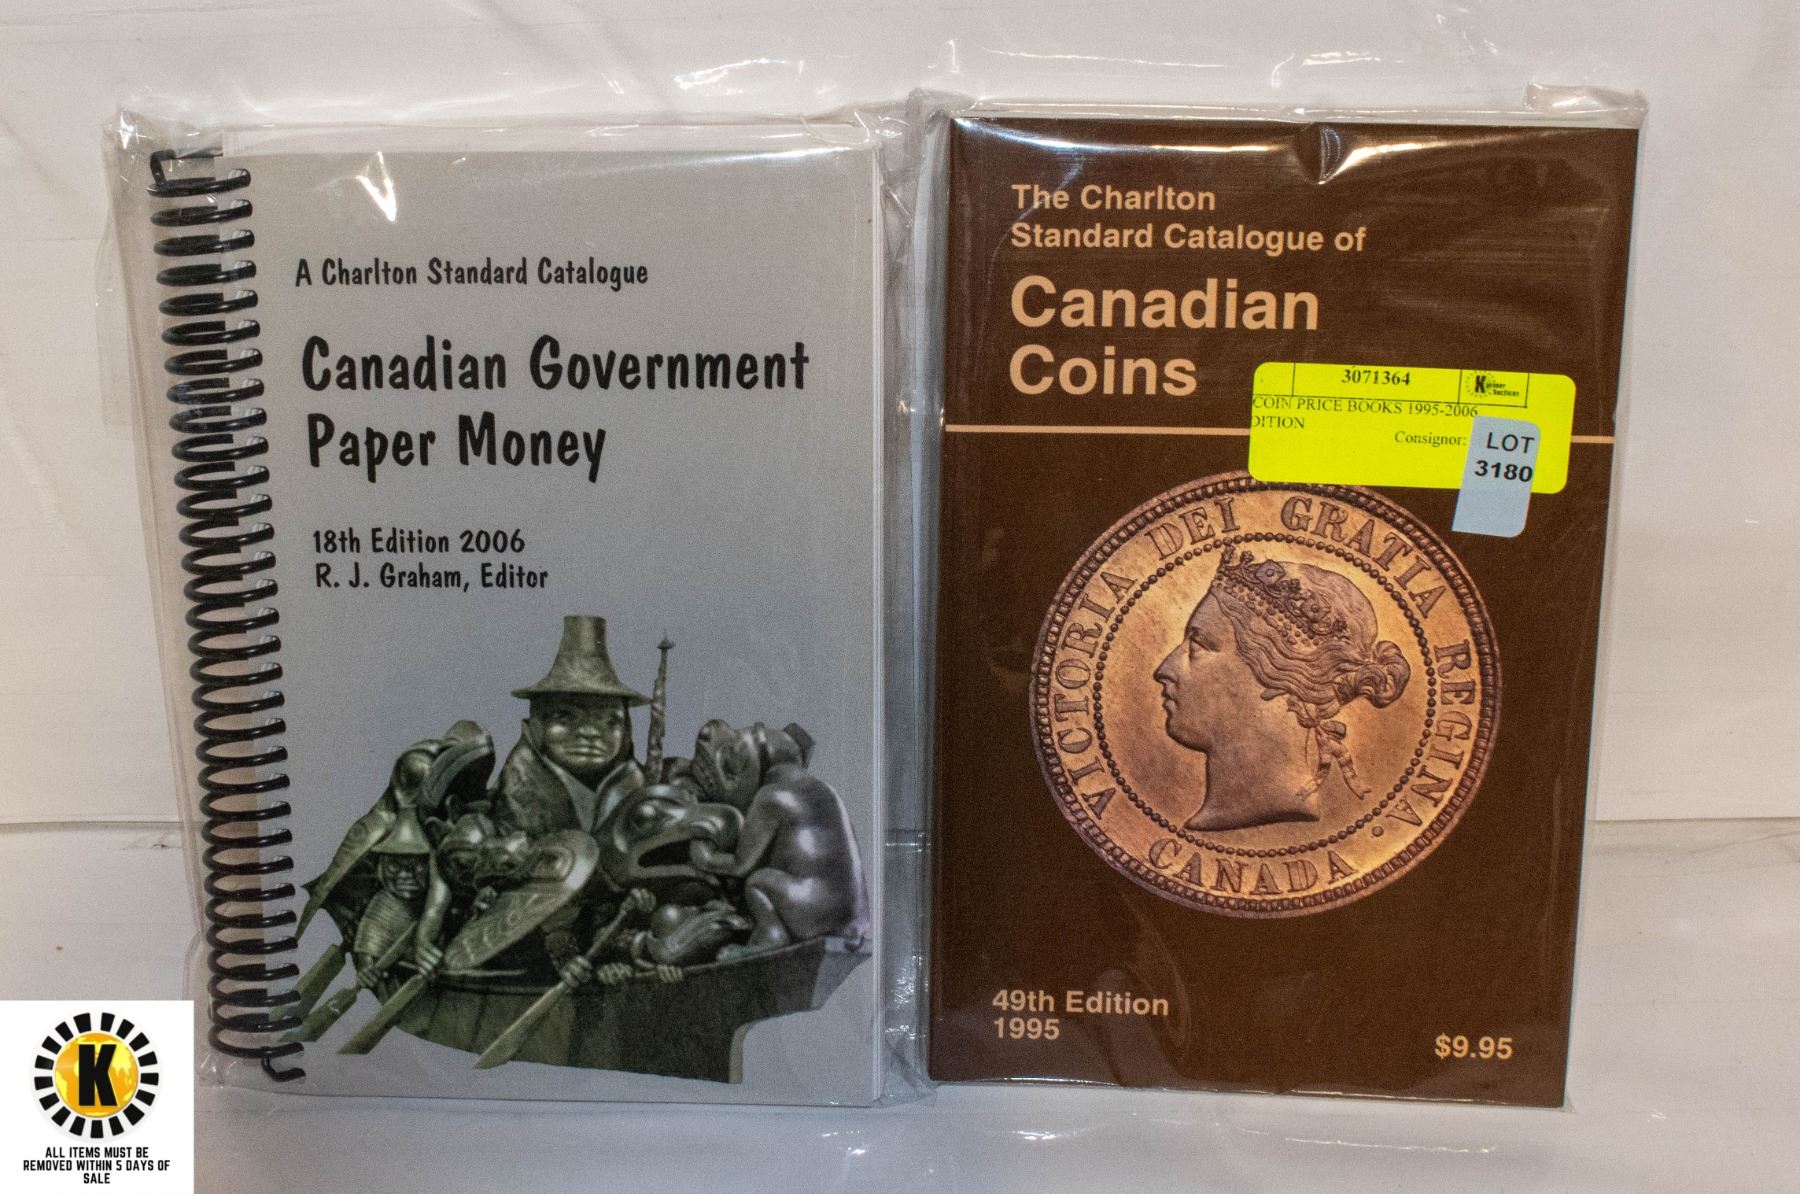 A Charlton Standard Catalogue
Canadian Government
Paper Money
18th Edition 2006
R. J. Graham, Editor
The Charlton
Standard Catalogue of
Canadian
Coins
3071364
COIN PRICE BOOKS 1995-2006
DITION
Consignor:
LOT
3180
VICTORIA DEI GRATIA REGINA.
CANADA
49th Edition
1995
$9.95
K
ALL ITEMS MUST BE
REMOVED WITHIN 5 DAYS OF
SALE